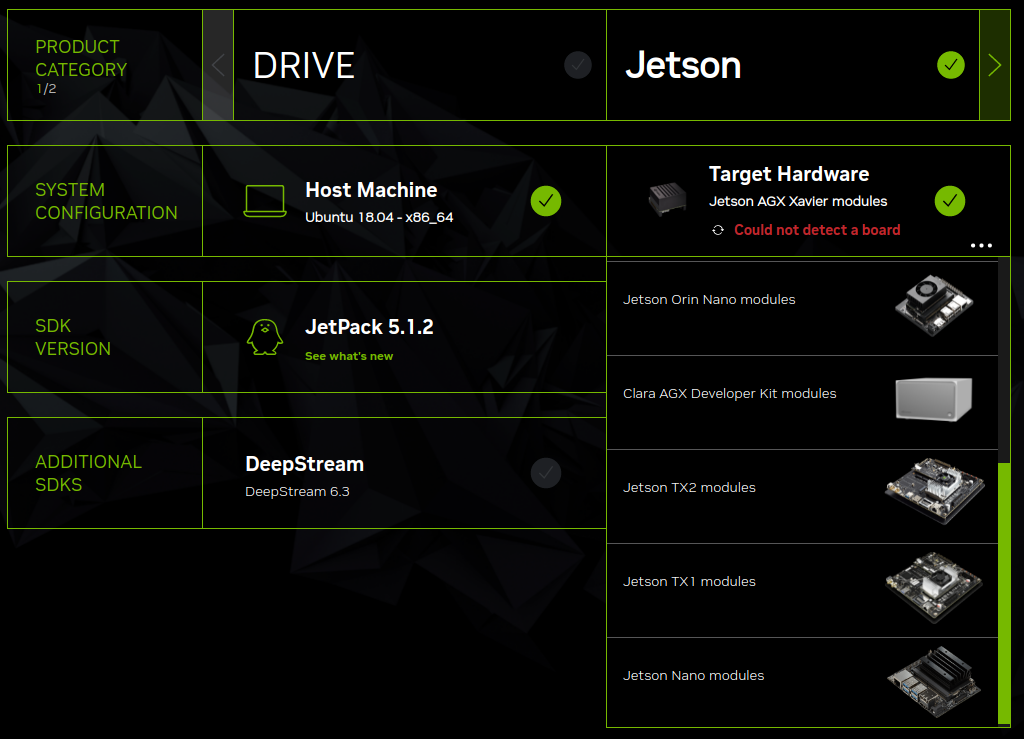 PRODUCT
CATEGORY
1/2
DRIVE
Jetson
SYSTEM
CONFIGURATION
Host Machine
Ubuntu 18.04 - x86_64
Target Hardware
Jetson AGX Xavier modules
Could not detect a board
SDK
VERSION
JetPack 5.1.2
See what's new
ADDITIONAL
SDKS
DeepStream
DeepStream 6.3
Jetson Orin Nano modules
Clara AGX Developer Kit modules
Jetson TX2 modules
Jetson TX1 modules
Jetson Nano modules